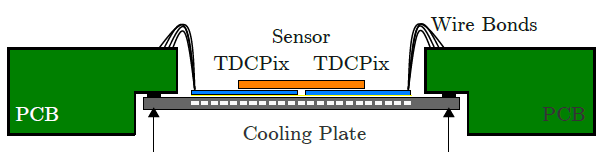 Wire Bonds
Sensor
TDCPix TDCPix
PCB PCB
Cooling Plate